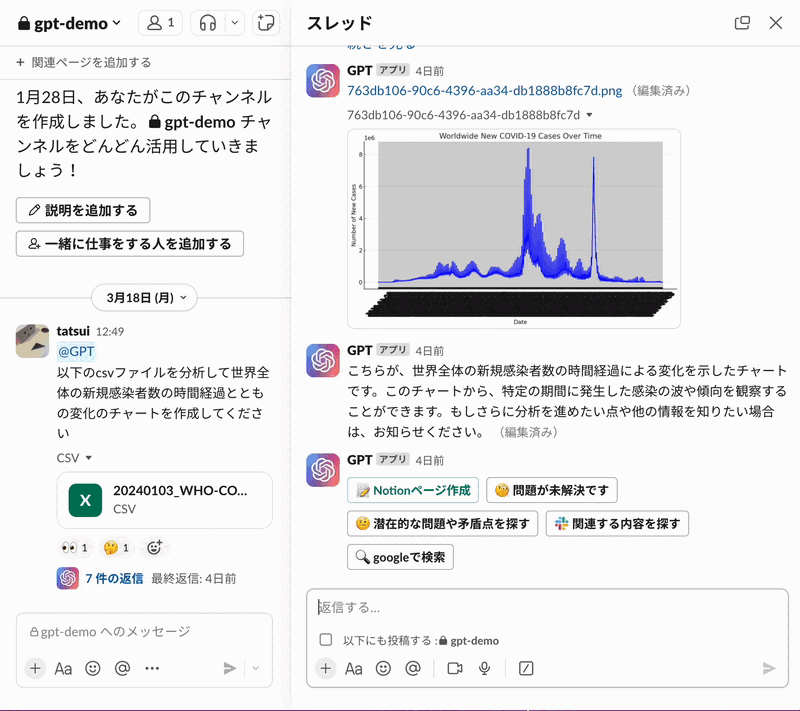 gpt-demo
1
+ 関連ページを追加する
1月28日、あなたがこのチャンネル
を作成しました。gpt-demo チャ
ンネルをどんどん活用していきま
しょう！
説明を追加する
一緒に仕事をする人を追加する
3月18日 (月)
tatsui 12:49
@GPT
以下のcsvファイルを分析して世界全
体の新規感染者数の時間経過ととも
の変化のチャートを作成してくださ
い
CSV
X
20240103_WHO-CO...
CSV
1 1
7 件の返信 最終返信: 4日前
gpt-demo へのメッセージ
+ Aa @ ...
スレッド
続きを見る
GPT アプリ 4日前
763db106-90c6-4396-aa34-db1888b8fc7d.png （編集済み）
763db106-90c6-4396-aa34-db1888b8fc7d
Worldwide New COVID-19 Cases Over Time
1e6
8
6
4
2
0
Number of New Cases
Date
GPT アプリ 4日前
こちらが、世界全体の新規感染者数の時間経過による変化を示したチャート
です。このチャートから、特定の期間に発生した感染の波や傾向を観察する
ことができます。もしさらに分析を進めたい点や他の情報を知りたい場合
は、お知らせください。 （編集済み）
GPT アプリ 4日前
Notionページ作成 問題が未解決です
潜在的な問題や矛盾点を探す 関連する内容を探す
googleで検索
返信する...
以下にも投稿する : gpt-demo
+ Aa @